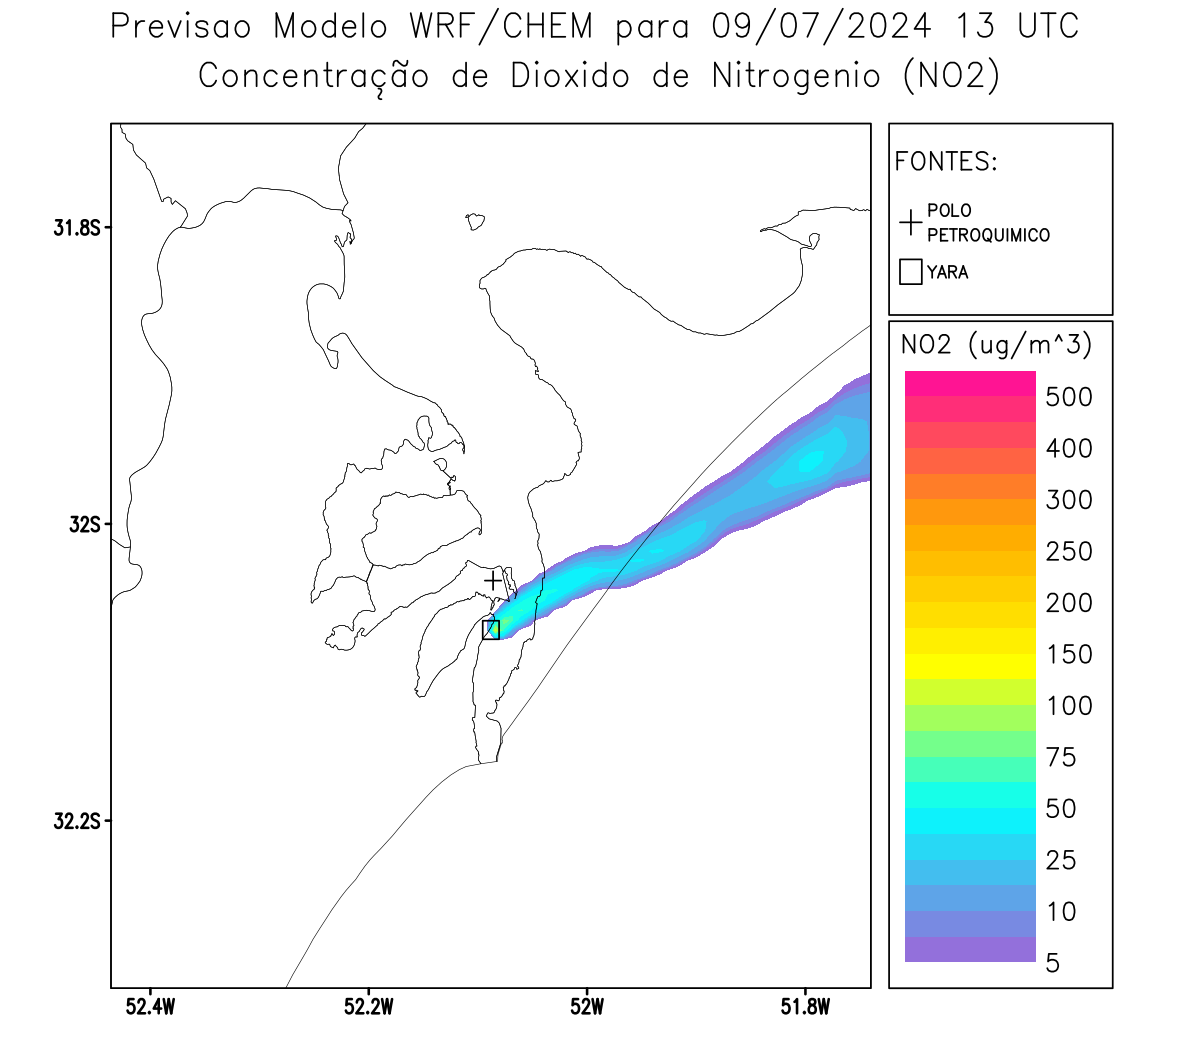 Previsao Modelo WRF/CHEM para 09/07/2024 13 UTC
Concentração de Dioxido de Nitrogenio (NO2)
FONTES:
POLO
PETROQUIMICO
YARA
31.8S
32S
32.2S
52.4W
52.2W
52W
51.8W
NO2 (ug/m^3)
500
400
300
250
200
150
100
75
50
25
10
5